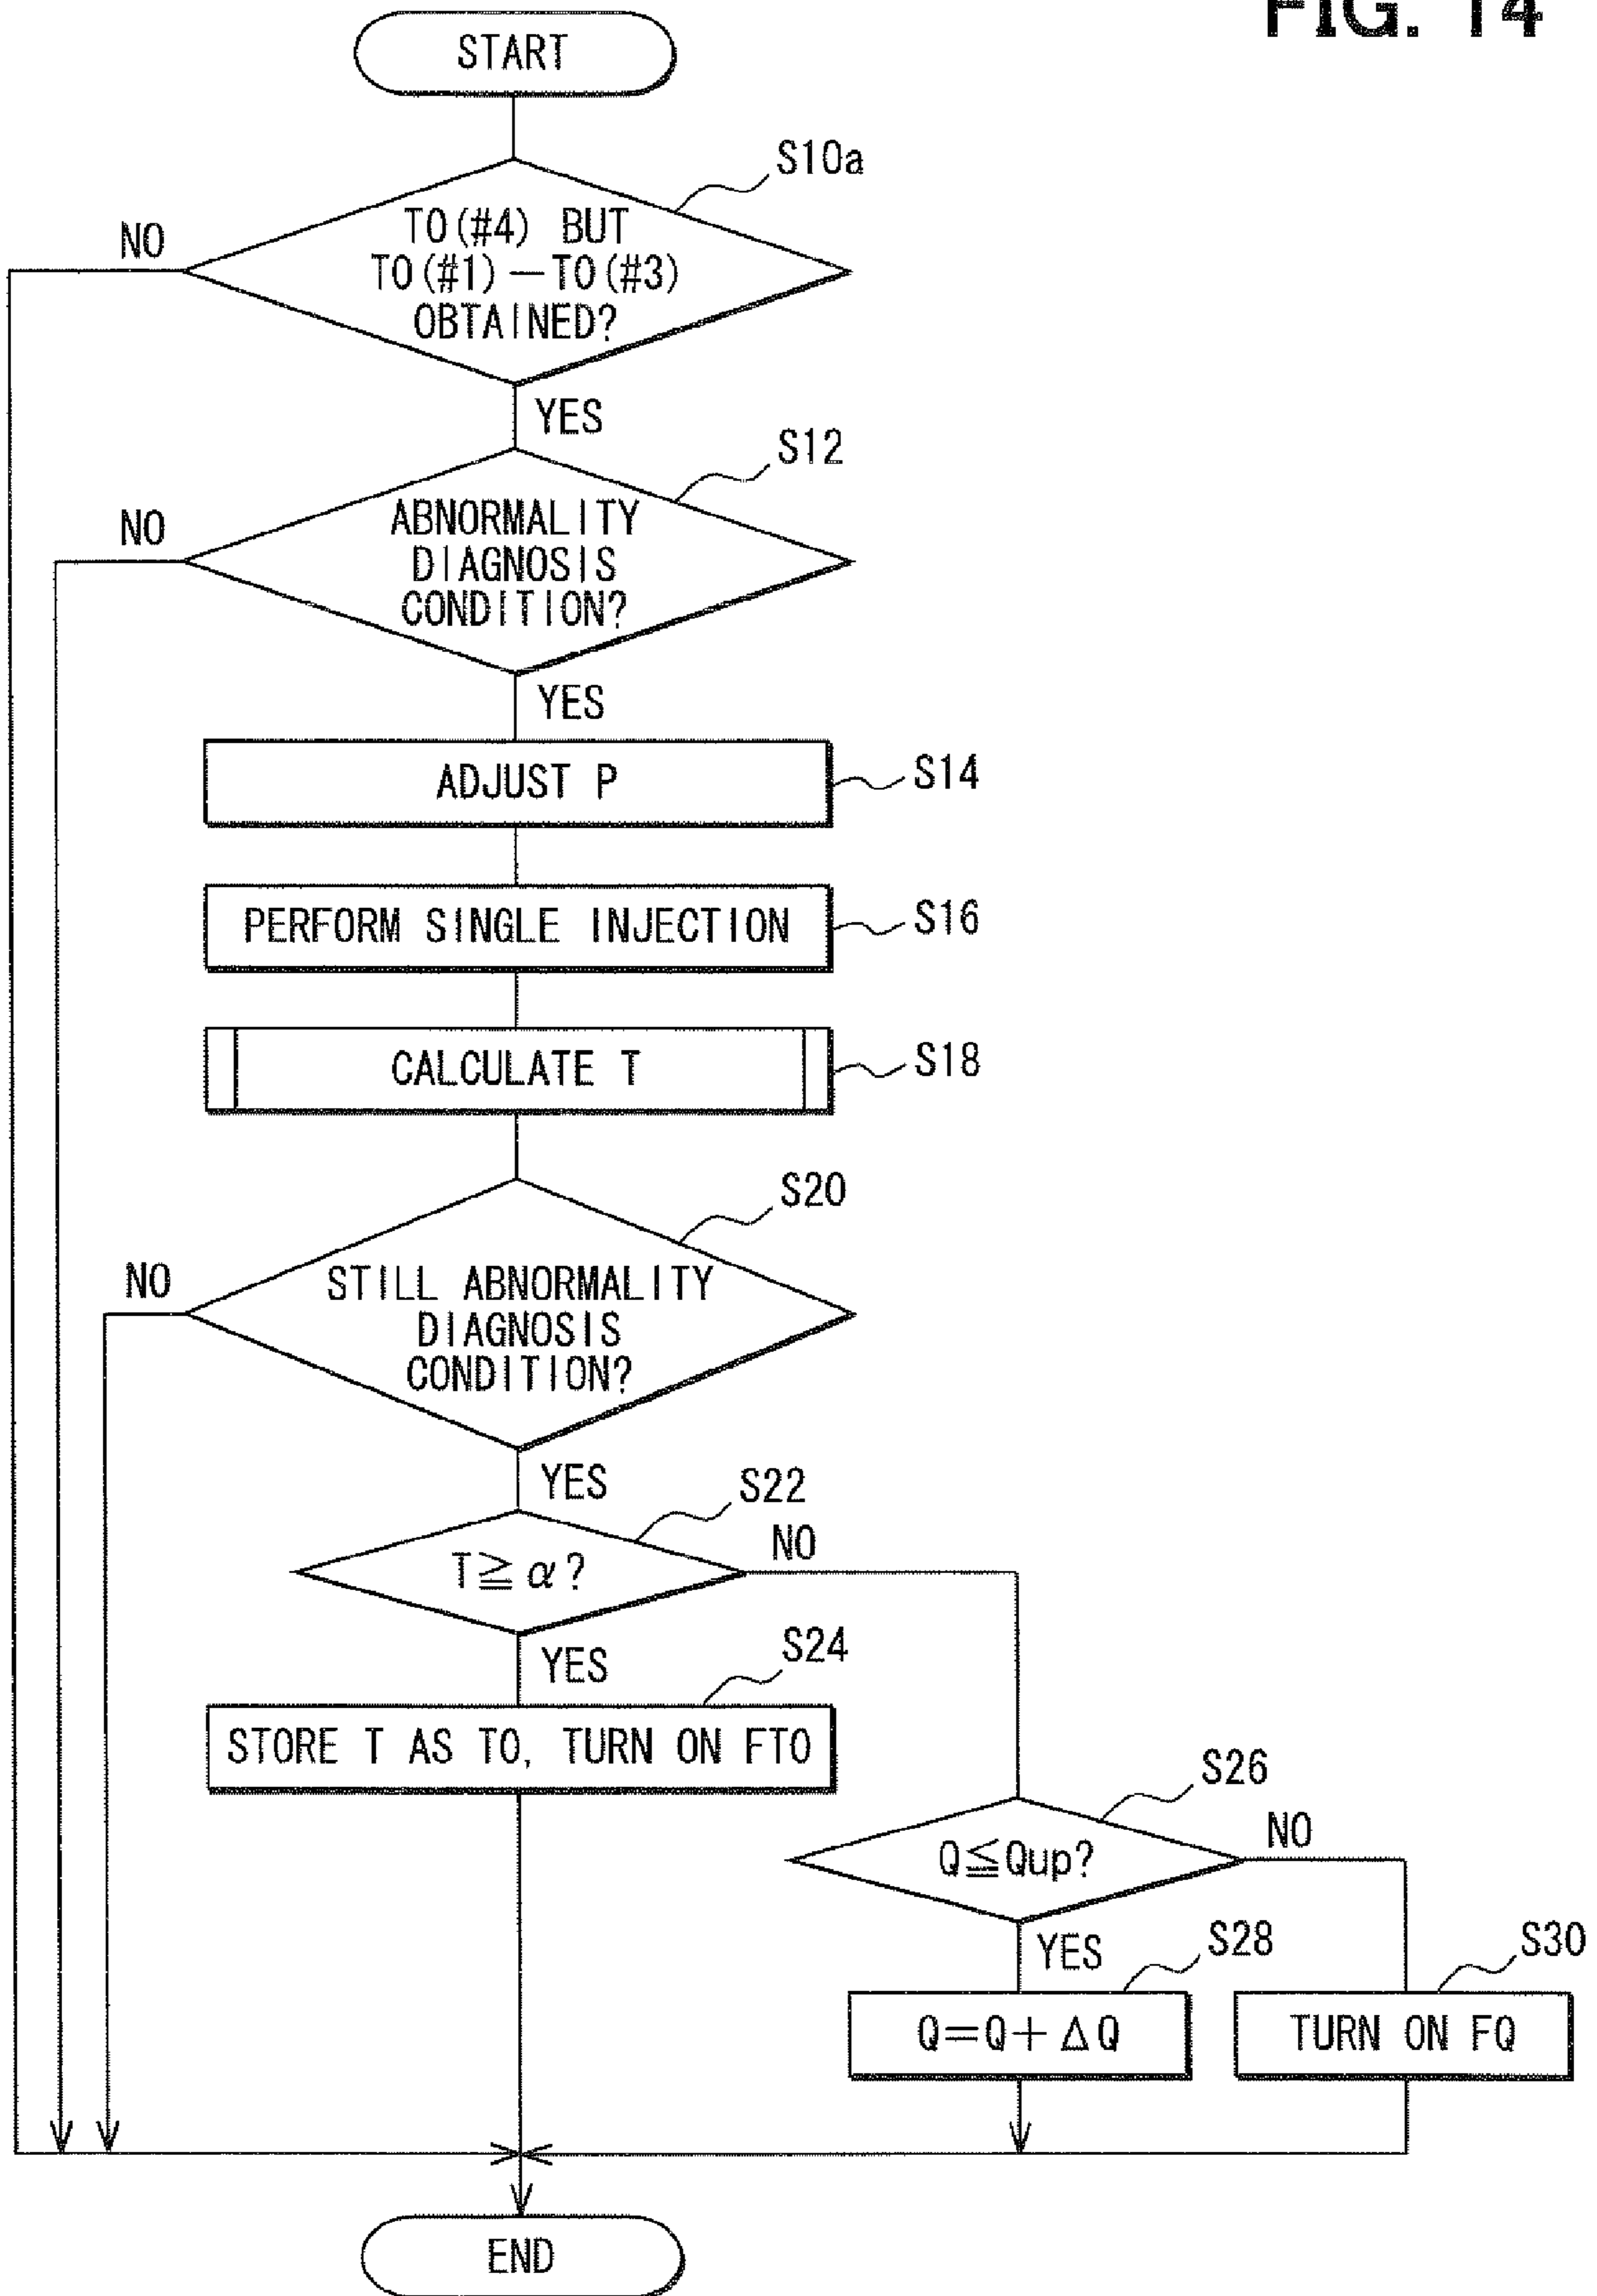 FIG. 14
START
S10a
TO(#4) BUT
TO(#1)—TO(#3)
OBTAINED?
NO
YES
S12
ABNORMALITY
DIAGNOSIS
CONDITION?
NO
YES
ADJUST P
S14
PERFORM SINGLE INJECTION
S16
CALCULATE T
S18
S20
STILL ABNORMALITY
DIAGNOSIS
CONDITION?
NO
YES
S22
T≧α?
NO
YES
S24
STORE T AS TO, TURN ON FTO
S26
Q≦Qup?
NO
YES
S28
Q=Q+ΔQ
S30
TURN ON FQ
END